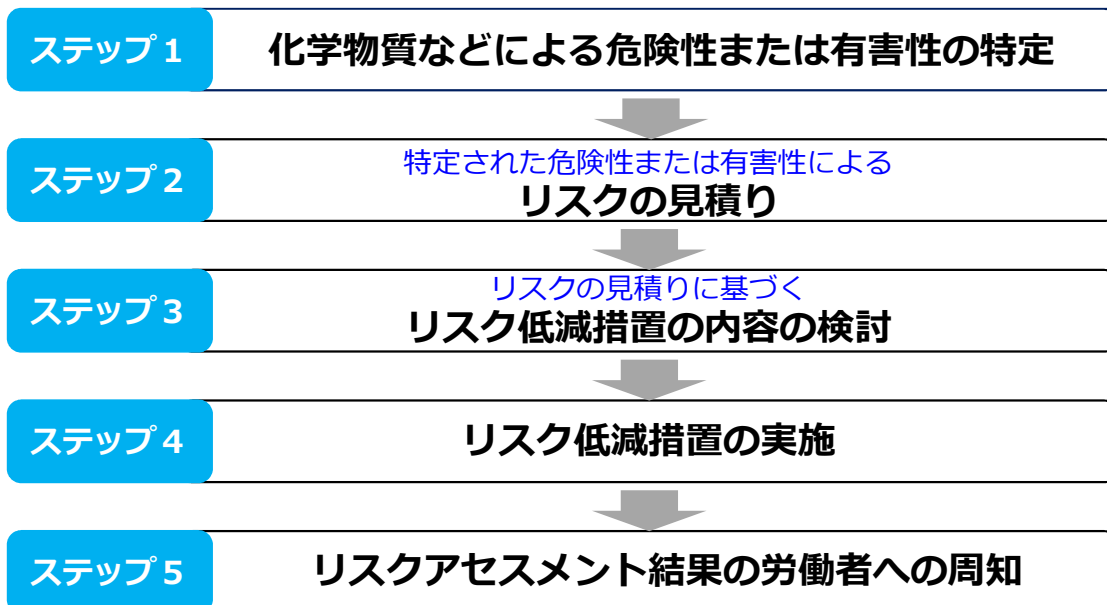 ステップ１
化学物質などによる危険性または有害性の特定
ステップ２
特定された危険性または有害性による
リスクの見積り
ステップ３
リスクの見積りに基づく
リスク低減措置の内容の検討
ステップ４
リスク低減措置の実施
ステップ５
リスクアセスメント結果の労働者への周知